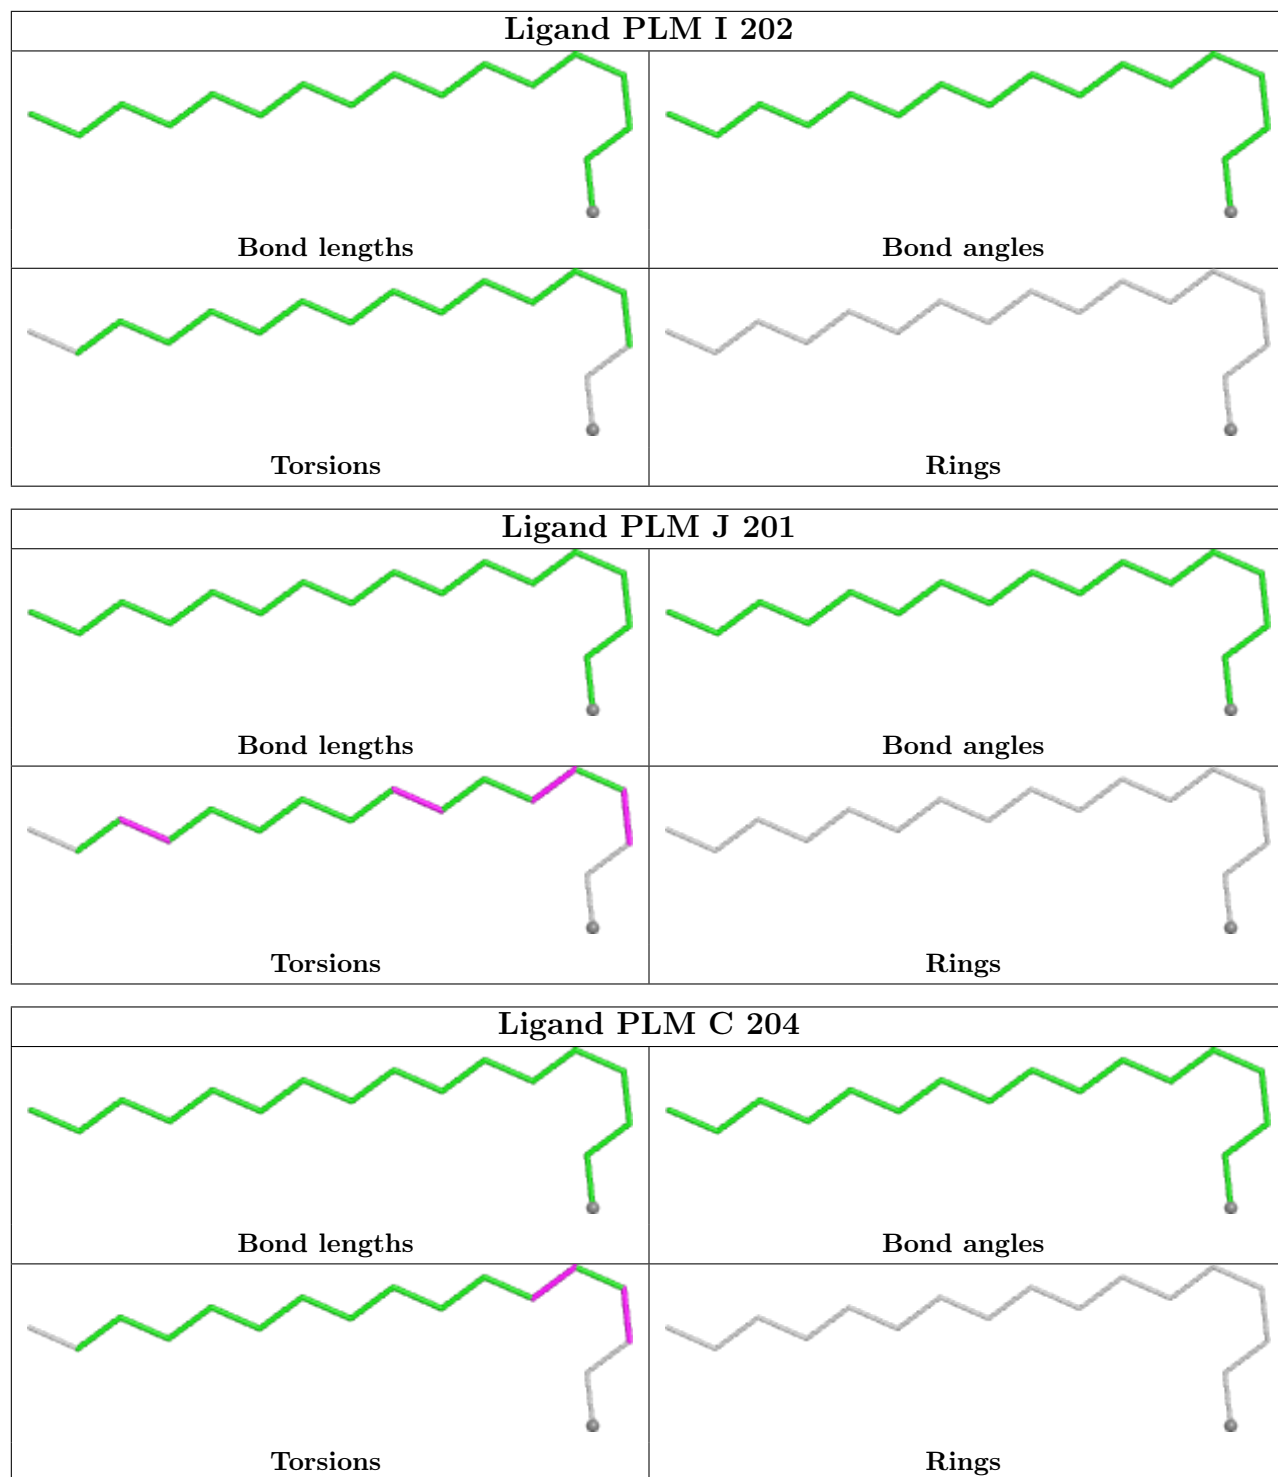 Ligand PLM I 202
Bond lengths
Bond angles
Torsions
Rings
Ligand PLM J 201
Bond lengths
Bond angles
Torsions
Rings
Ligand PLM C 204
Bond lengths
Bond angles
Torsions
Rings